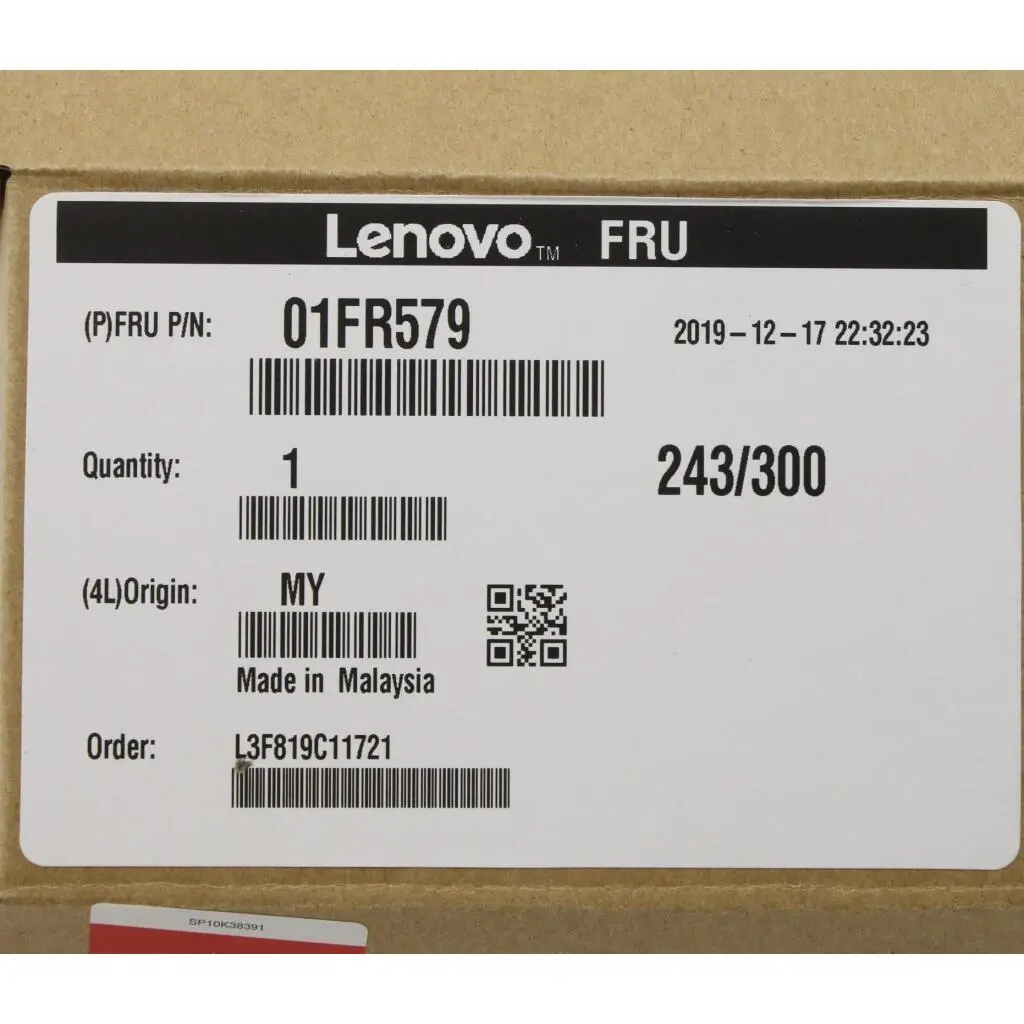 Lenovo™ FRU
(P)FRU P/N: 01FR579 2019-12-17 22:32:23
Quantity: 1 243/300
(4L)Origin: MY
Made in Malaysia
Order: L3F819C11721
SP10K38391